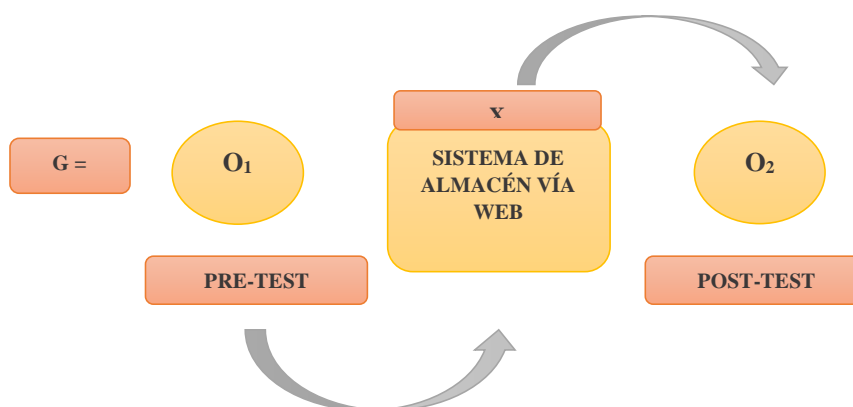 G =
O₁
PRE-TEST
x
SISTEMA DE
ALMACÉN VÍA
WEB
O₂
POST-TEST